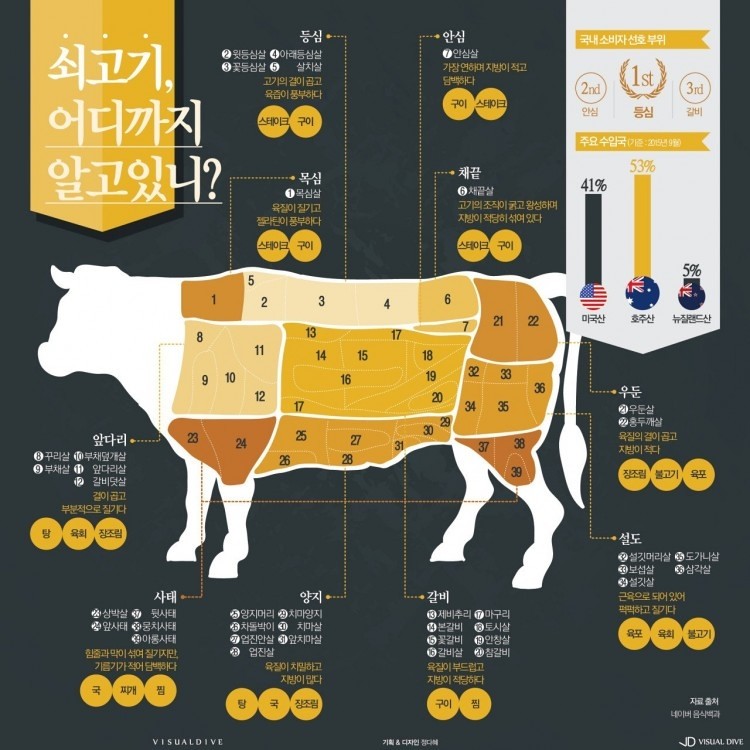 쇠고기,
어디까지
알고있니?
등심
❷ 윗등심살 ❹ 아래등심살
❸ 꽃등심살 ❺ 살치살
고기의 결이 곱고
육즙이 풍부하다
스테이크 구이
안심
❼ 안심살
가장 연하며 지방이 적고
담백하다
구이 스테이크
국내 소비자 선호 부위
2nd 1st 3rd
안심 등심 갈비
주요 수입국 (기준 : 2015년 9월)
41% 53% 5%
미국산 호주산 뉴질랜드산
목심
❶ 목심살
육질이 질기고
젤라틴이 풍부하다
스테이크 구이
채끝
❻ 채끝살
고기의 조직이 굵고 왕성하며
지방이 적당히 섞여 있다
스테이크 구이
1 5 2 3 4 6 7
21 22
8 11 9 10 12
13 17 14 15 18 16 19 20 17
32 33 36 34 35
23 24
25 27 26 28 31 30 29
37 38 39
앞다리
❽ 꾸리살 ❿ 부채덮개살
❾ 부채살 ⓫ 앞다리살
⓬ 갈비덧살
결이 곱고
부분적으로 질기다
탕 육회 장조림
우둔
㉑ 우둔살
㉒ 홍두깨살
육질의 결이 곱고
지방이 적다
장조림 불고기 육포
설도
㉜ 설깃머리살 ㉟ 도가니살
㉝ 보섭살 ㊱ 삼각살
㉞ 설깃살
근육으로 되어 있어
퍽퍽하고 질기다
육포 육회 불고기
사태
㉓ 상박살 ㊲ 뒷사태
㉔ 앞사태 ㊳ 뭉치사태
㊴ 아롱사태
힘줄과 막이 섞여 질기지만,
기름기가 적어 담백하다
국 찌개 찜
양지
㉕ 양지머리 ㉙ 치마양지
㉖ 차돌박이 ㉚ 치마살
㉗ 업진안살 ㉛ 앞치마살
㉘ 업진살
육질이 치밀하고
지방이 많다
탕 국 장조림
갈비
⓭ 제비추리 ⓱ 마구리
⓮ 본갈비 ⓲ 토시살
⓯ 꽃갈비 ⓳ 안창살
⓰ 갈비살 ⓴ 참갈비
육질이 부드럽고
지방이 적당하다
구이 찜
자료 출처
네이버 음식백과
VISUALDIVE
기획 & 디자인 정다혜
VISUAL DIVE